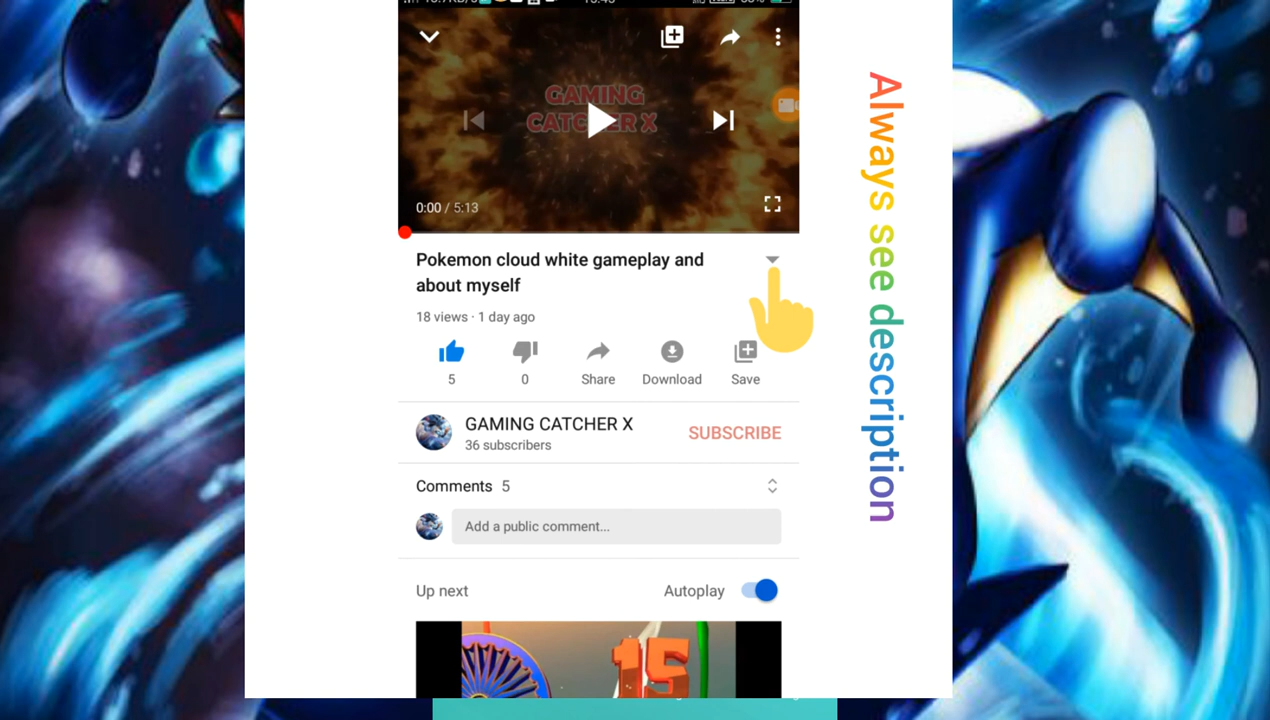 GAMING
CATCHER X
0:00 / 5:13
Pokemon cloud white gameplay and
about myself
18 views · 1 day ago
5
0
Share
Download
Save
GAMING CATCHER X
36 subscribers
SUBSCRIBE
Comments 5
Add a public comment...
Up next
Autoplay
15
Always see description